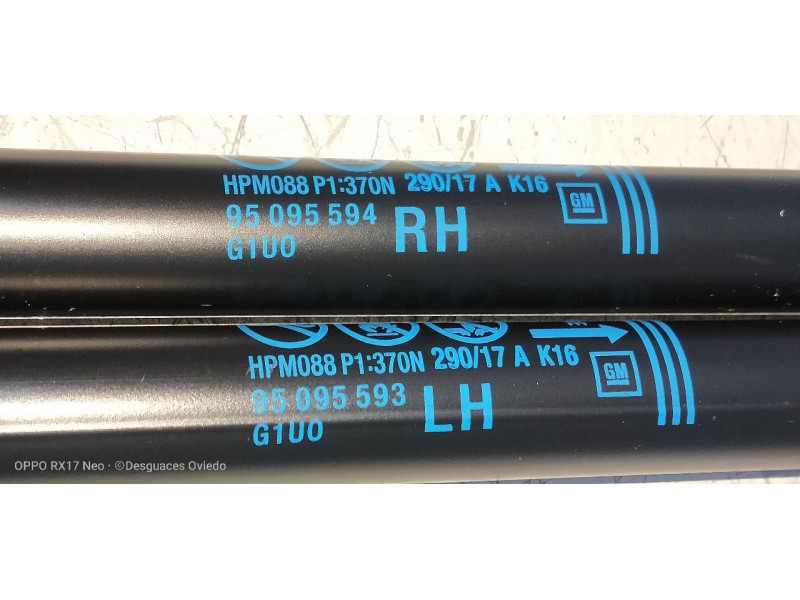 HPM088 P1:370N 290/17 A K16
95 095 594 RH
GM
G1U0
HPM088 P1:370N 290/17 A K16
95 095 593 LH
GM
G1U0
OPPO RX17 Neo · ©Desguaces Oviedo